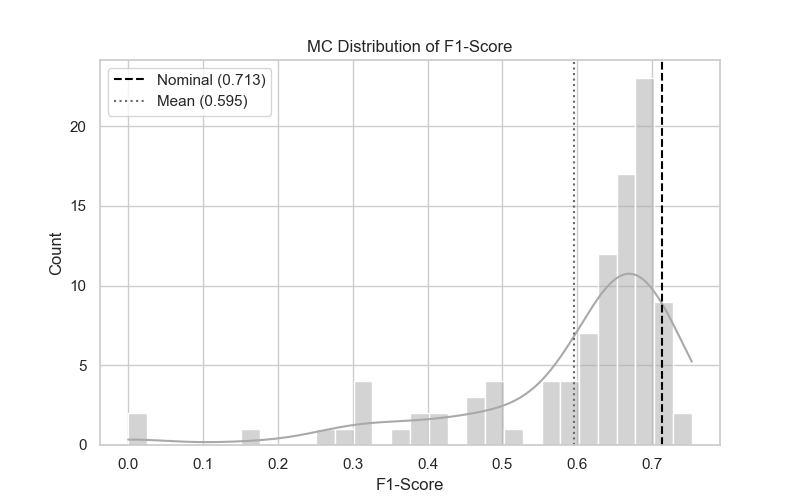 MC Distribution of F1-Score
Nominal (0.713)
Mean (0.595)
Count
20
15
10
5
0
0.0 0.1 0.2 0.3 0.4 0.5 0.6 0.7
F1-Score